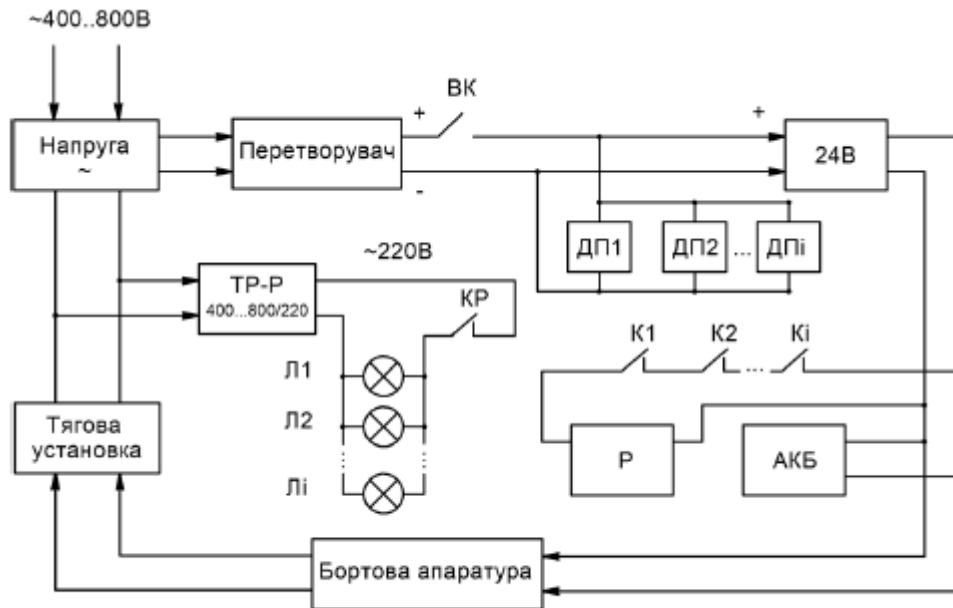 ~400..800В
Напруга
~
Перетворувач
+
ВК
-
+
24В
ДП1
ДП2
...
ДПі
~220В
ТР-Р
400...800/220
КР
Л1
Л2
Лі
К1
К2
...
Кі
Тягова
установка
Р
АКБ
Бортова апаратура